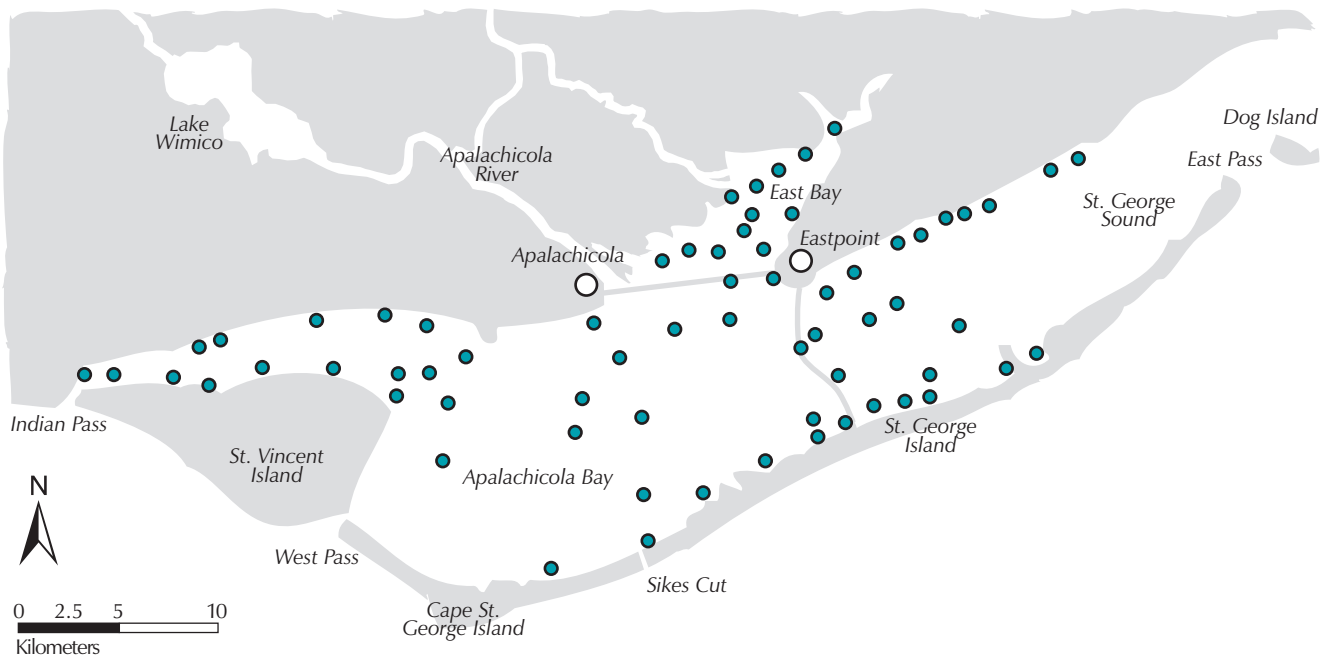 Dog Island
Lake
Wimico
Apalachicola
River
East Pass
East Bay
St. George
Sound
Eastpoint
Apalachicola
Indian Pass
St. George
Island
St. Vincent
Island
Apalachicola Bay
N
West Pass
Sikes Cut
0 2.5 5 10
Kilometers
Cape St.
George Island